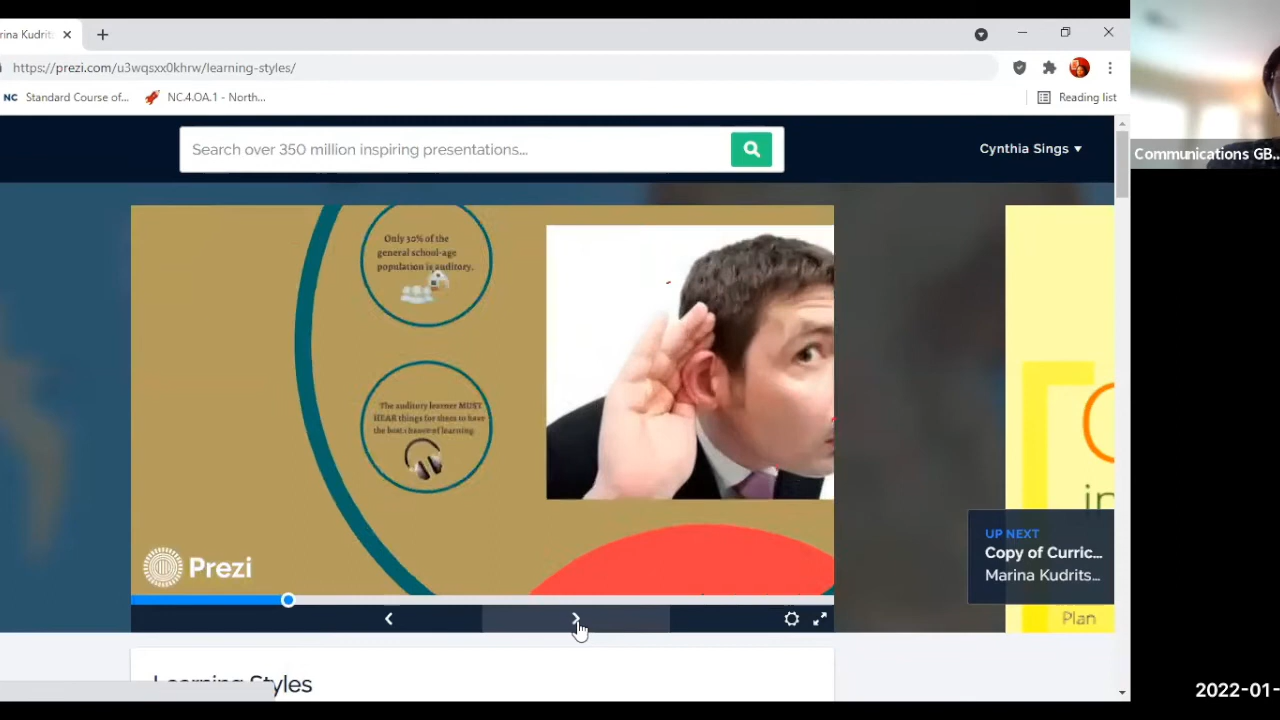 rina Kudrit
https://prezi.com/u3wqsxx0khrw/learning-styles/
NC Standard Course of...
NC.4.OA.1 - North...
Reading list
Search over 350 million inspiring presentations...
Cynthia Sings
Communications GB...
Only 30% of the
general school-age
population is auditory.
The auditory learner MUST
HEAR things for them to have
the best chance of learning.
Prezi
in
UP NEXT
Copy of Curric...
Marina Kudrits...
Plan
Learning Styles
2022-01-